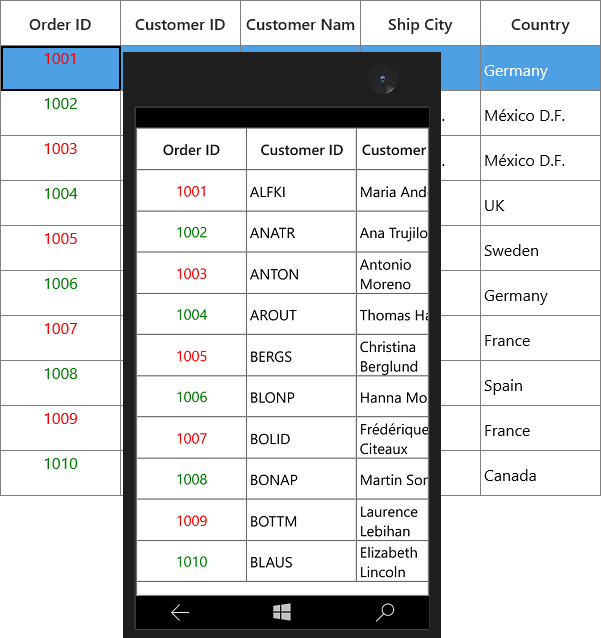 Order ID Customer ID Customer Nam Ship City Country
1001 Germany
1002 . México D.F.
1003 . México D.F.
1004 UK
1005 Sweden
1006 Germany
1007 France
1008 Spain
1009 France
1010 Canada
Order ID Customer ID Customer
1001 ALFKI Maria And
1002 ANATR Ana Trujilo
1003 ANTON Antonio
Moreno
1004 AROUT Thomas Ha
1005 BERGS Christina
Berglund
1006 BLONP Hanna Mo
1007 BOLID Frédérique
Citeaux
1008 BONAP Martin Som
1009 BOTTM Laurence
Lebihan
1010 BLAUS Elizabeth
Lincoln